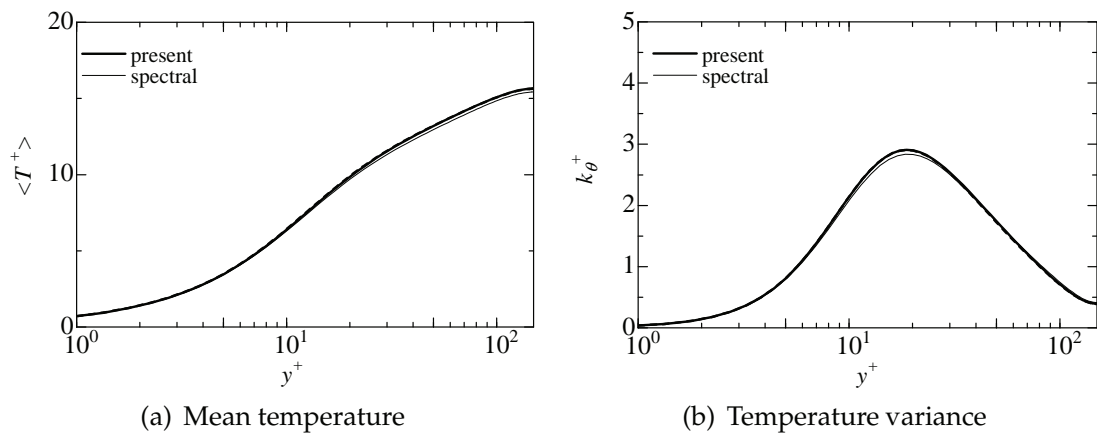 20
present
spectral
10
<T⁺>
0
10⁰
10¹
10²
y⁺
(a) Mean temperature
5
present
spectral
4
3
k_θ⁺
2
1
0
10⁰
10¹
10²
y⁺
(b) Temperature variance